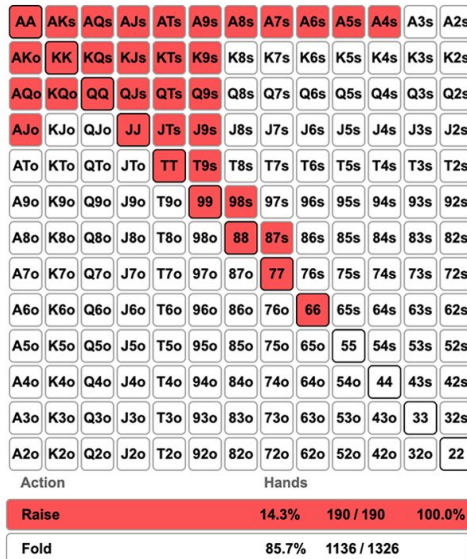 AA AKs AQs AJs ATs A9s A8s A7s A6s A5s A4s A3s A2s
AKo KK KQs KJs KTs K9s K8s K7s K6s K5s K4s K3s K2s
AQo KQo QQ QJs QTs Q9s Q8s Q7s Q6s Q5s Q4s Q3s Q2s
AJo KJo QJo JJ JTs J9s J8s J7s J6s J5s J4s J3s J2s
ATo KTo QTo JTo TT T9s T8s T7s T6s T5s T4s T3s T2s
A9o K9o Q9o J9o T9o 99 98s 97s 96s 95s 94s 93s 92s
A8o K8o Q8o J8o T8o 98o 88 87s 86s 85s 84s 83s 82s
A7o K7o Q7o J7o T7o 97o 87o 77 76s 75s 74s 73s 72s
A6o K6o Q6o J6o T6o 96o 86o 76o 66 65s 64s 63s 62s
A5o K5o Q5o J5o T5o 95o 85o 75o 65o 55 54s 53s 52s
A4o K4o Q4o J4o T4o 94o 84o 74o 64o 54o 44 43s 42s
A3o K3o Q3o J3o T3o 93o 83o 73o 63o 53o 43o 33 32s
A2o K2o Q2o J2o T2o 92o 82o 72o 62o 52o 42o 32o 22
Action Hands
Raise 14.3% 190 / 190 100.0%
Fold 85.7% 1136 / 1326